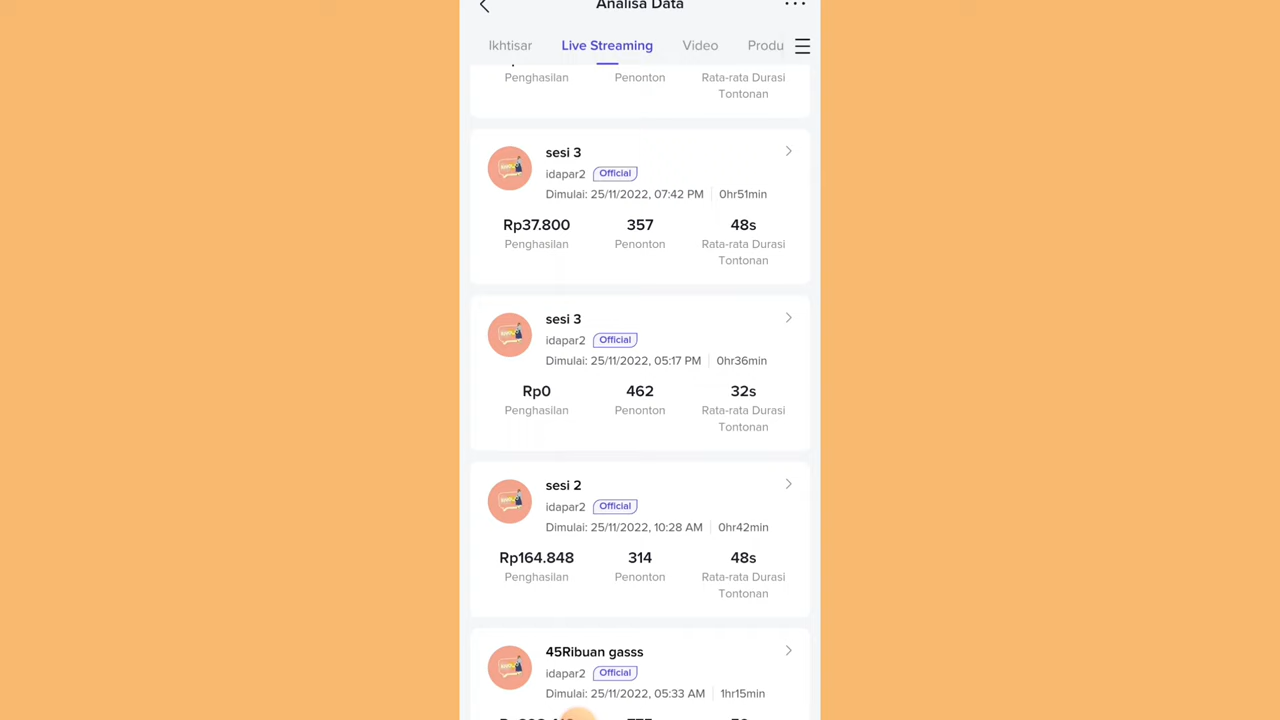 Analisa Data
Ikhtisar Live Streaming Video Produ
Penghasilan Penonton Rata-rata Durasi
Tontonan
sesi 3
idapar2 Official
Dimulai: 25/11/2022, 07:42 PM 0hr51min
Rp37.800 357 48s
Penghasilan Penonton Rata-rata Durasi
Tontonan
sesi 3
idapar2 Official
Dimulai: 25/11/2022, 05:17 PM 0hr36min
Rp0 462 32s
Penghasilan Penonton Rata-rata Durasi
Tontonan
sesi 2
idapar2 Official
Dimulai: 25/11/2022, 10:28 AM 0hr42min
Rp164.848 314 48s
Penghasilan Penonton Rata-rata Durasi
Tontonan
45Ribuan gasss
idapar2 Official
Dimulai: 25/11/2022, 05:33 AM 1hr15min